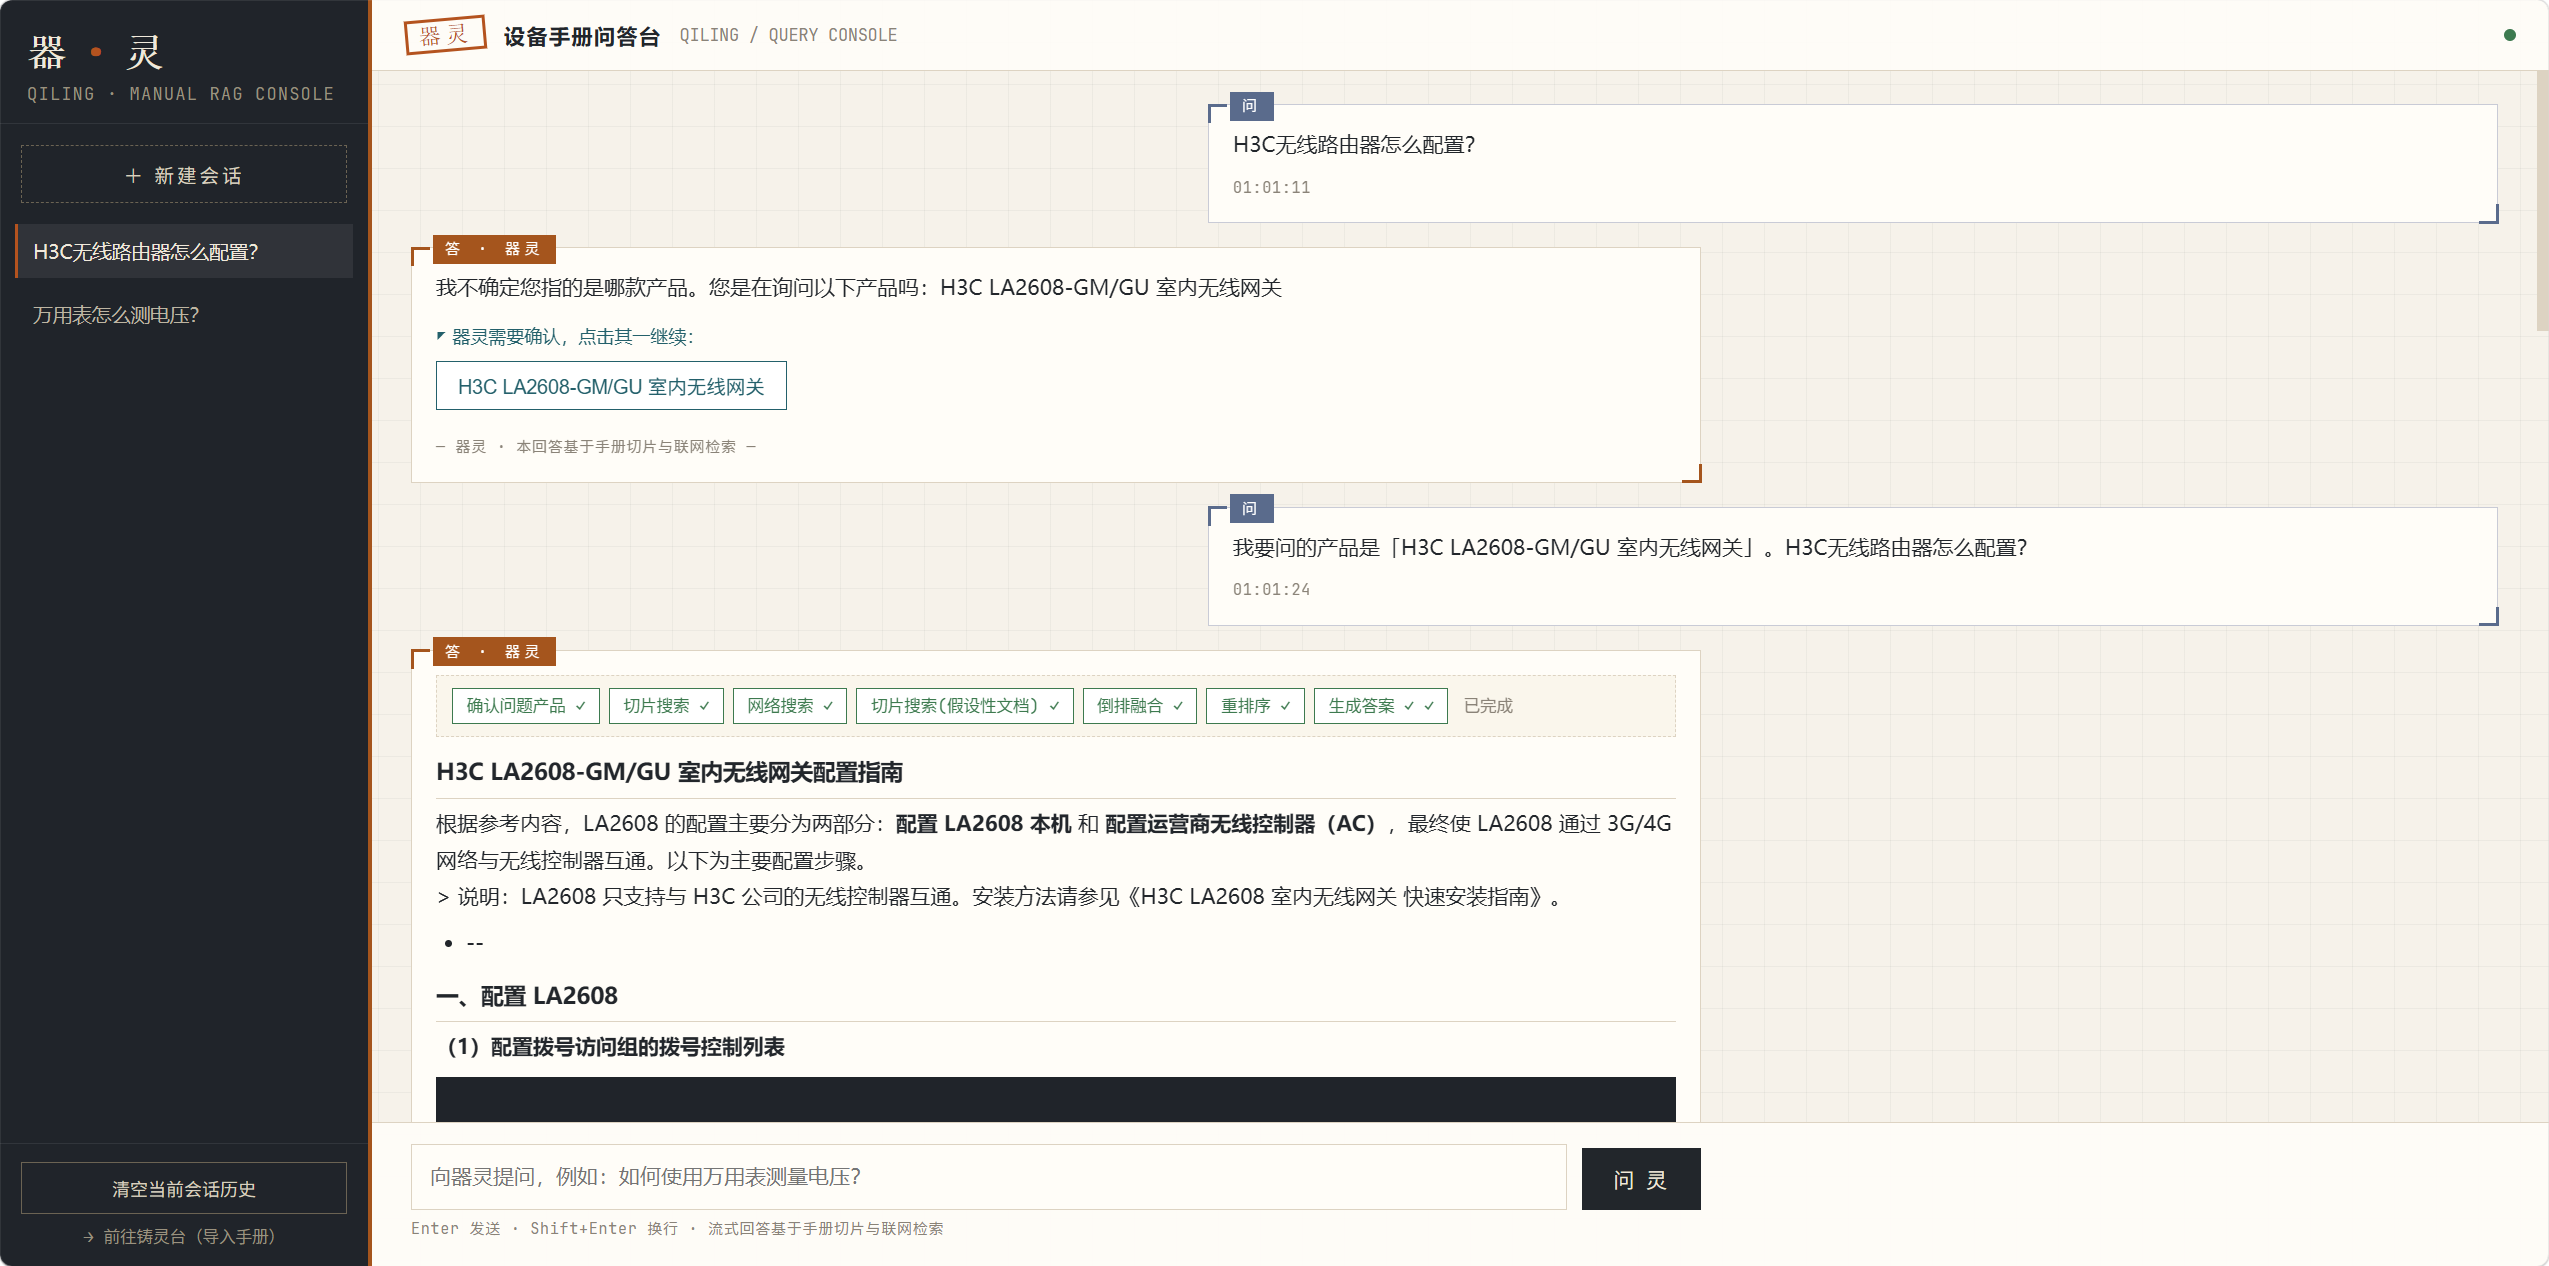 器 · 灵
QILING · MANUAL RAG CONSOLE
＋ 新建会话
H3C无线路由器怎么配置？
万用表怎么测电压？
清空当前会话历史
→ 前往铸灵台（导入手册）
器灵 设备手册问答台 QILING / QUERY CONSOLE
问
H3C无线路由器怎么配置？
01:01:11
答 · 器灵
我不确定您指的是哪款产品。您是在询问以下产品吗：H3C LA2608-GM/GU 室内无线网关
◤ 器灵需要确认，点击其一继续：
H3C LA2608-GM/GU 室内无线网关
— 器灵 · 本回答基于手册切片与联网检索 —
问
我要问的产品是「H3C LA2608-GM/GU 室内无线网关」。H3C无线路由器怎么配置？
01:01:24
答 · 器灵
确认问题产品 ✓ 切片搜索 ✓ 网络搜索 ✓ 切片搜索(假设性文档) ✓ 倒排融合 ✓ 重排序 ✓ 生成答案 ✓ ✓ 已完成
H3C LA2608-GM/GU 室内无线网关配置指南
根据参考内容，LA2608 的配置主要分为两部分：配置 LA2608 本机 和 配置运营商无线控制器（AC），最终使 LA2608 通过 3G/4G
网络与无线控制器互通。以下为主要配置步骤。
> 说明：LA2608 只支持与 H3C 公司的无线控制器互通。安装方法请参见《H3C LA2608 室内无线网关 快速安装指南》。
• --
一、配置 LA2608
（1）配置拨号访问组的拨号控制列表
向器灵提问，例如：如何使用万用表测量电压？
问 灵
Enter 发送 · Shift+Enter 换行 · 流式回答基于手册切片与联网检索